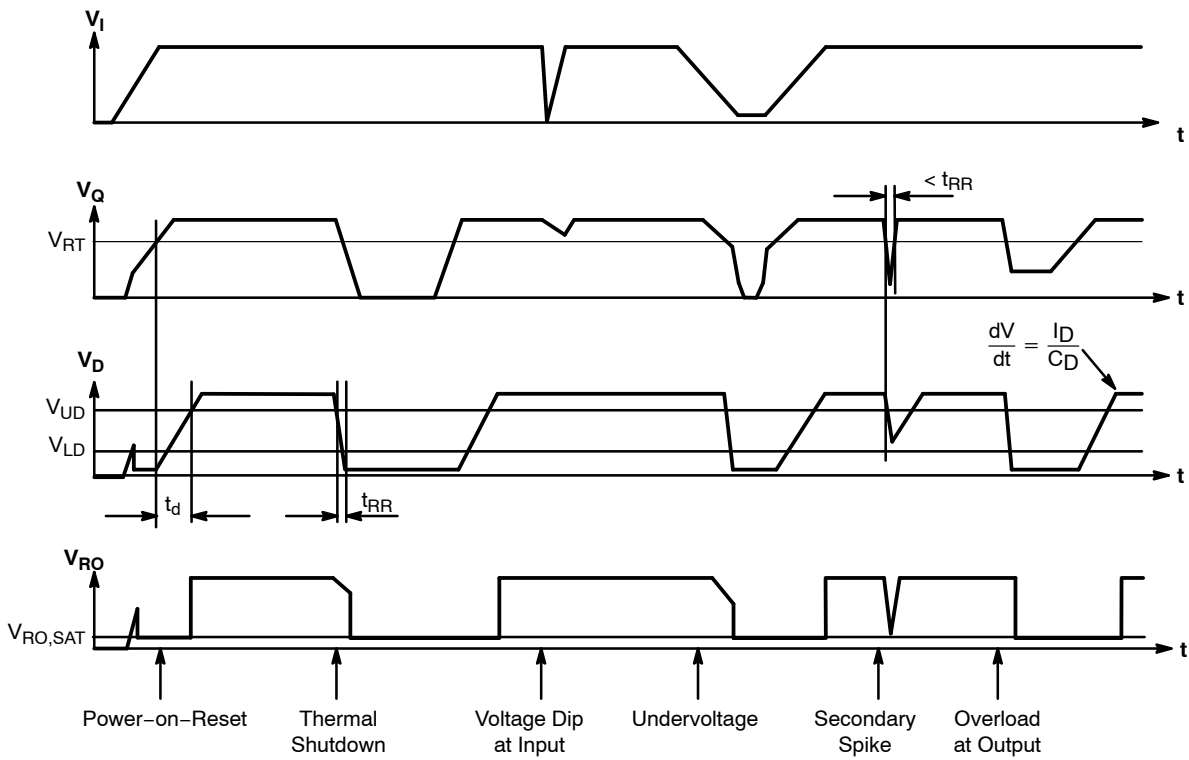 V_I
t
V_Q
< t_RR
V_RT
t
dV/dt = I_D/C_D
V_D
V_UD
V_LD
t
t_d
t_RR
V_RO
V_RO,SAT
t
Power−on−Reset
Thermal
Shutdown
Voltage Dip
at Input
Undervoltage
Secondary
Spike
Overload
at Output